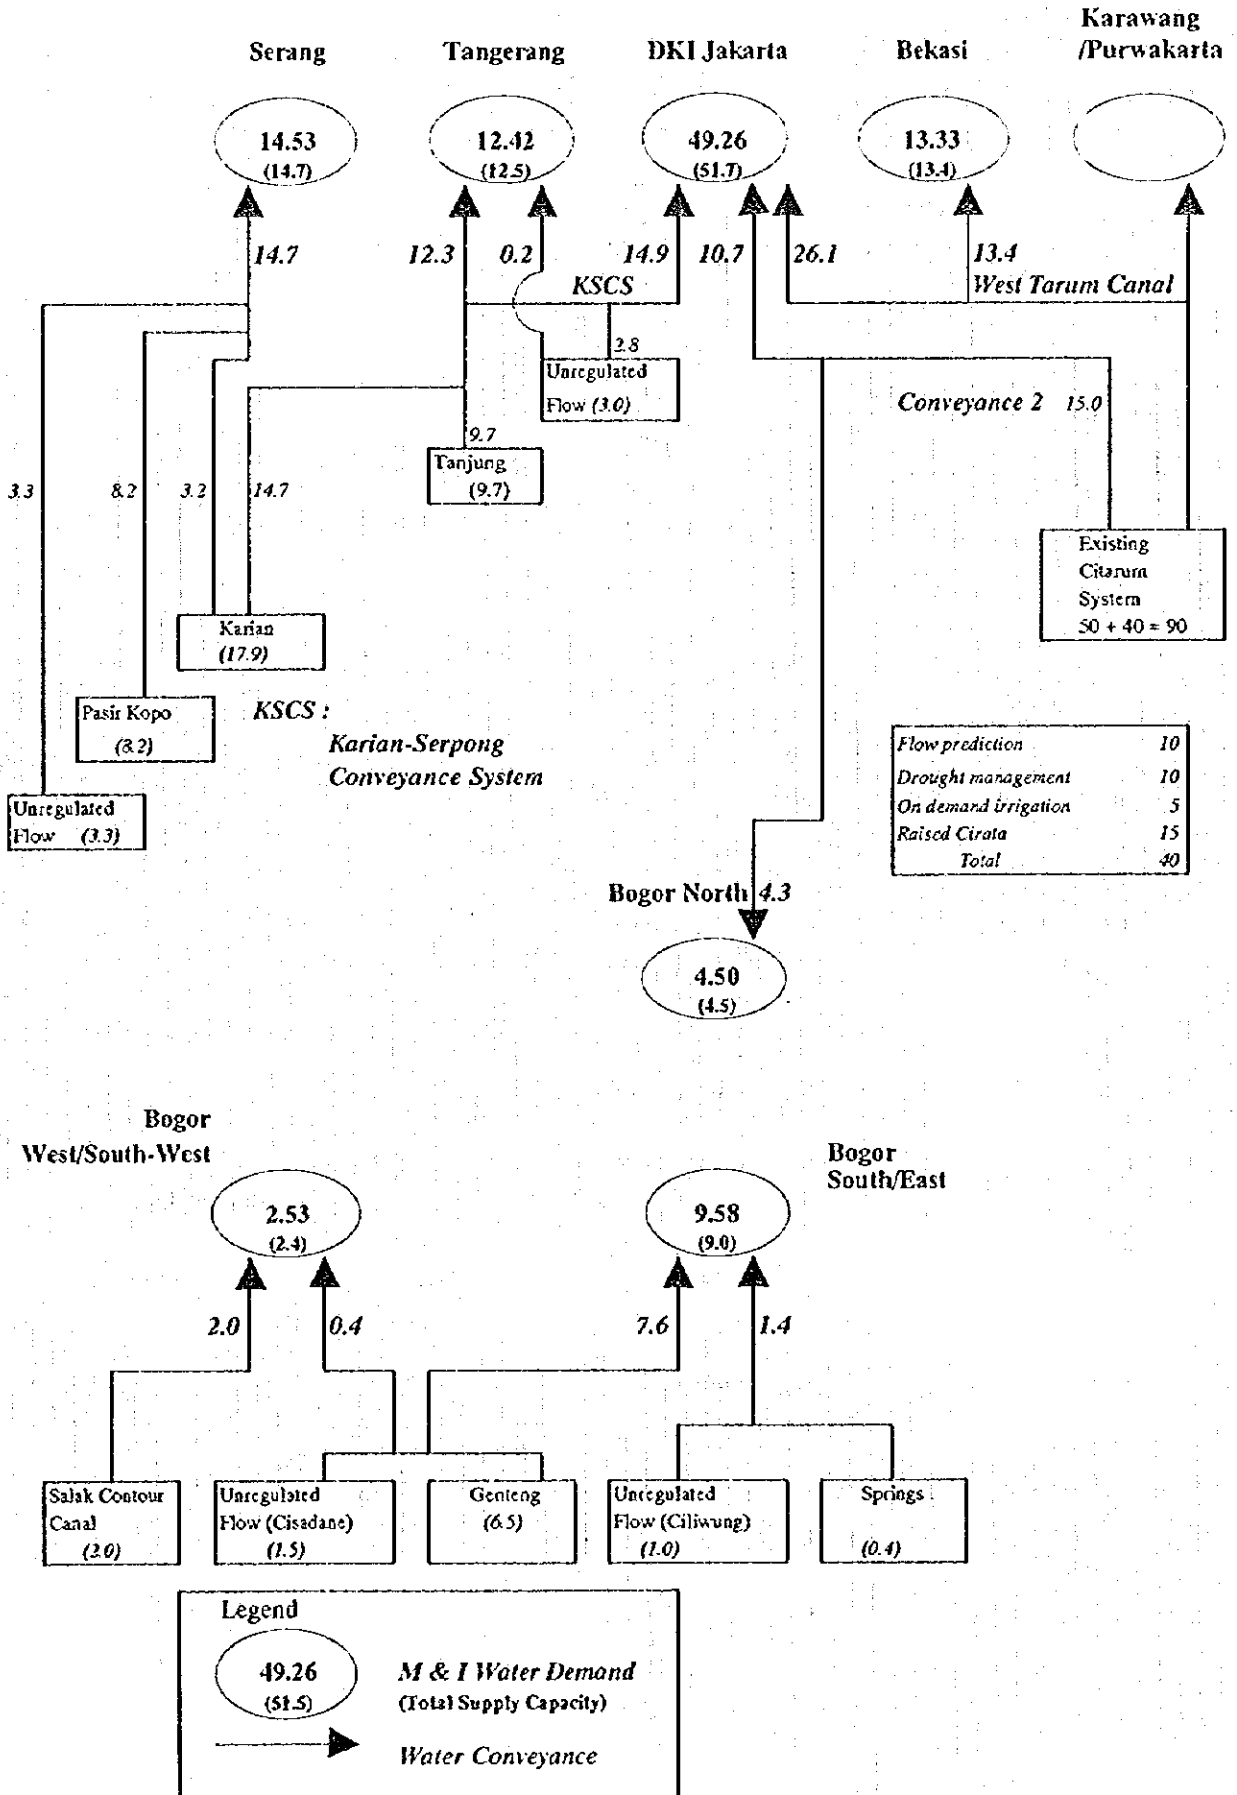 Karawang
Serang Tangerang DKI Jakarta Bekasi /Purwakarta
14.53 12.42 49.26 13.33
(14.7) (12.5) (51.7) (13.4)
14.7 12.3 0.2 14.9 10.7 26.1 13.4
KSCS West Tarum Canal
2.8
Unregulated
Flow (3.0)
Conveyance 2 15.0
9.7
Tanjung
(9.7)
3.3 8.2 3.2 14.7
Existing
Citarum
System
50 + 40 = 90
Karian
(17.9)
Pasir Kopo
(8.2)
KSCS :
Karian-Serpong
Conveyance System
Flow prediction 10
Drought management 10
On demand irrigation 5
Raised Cirata 15
Total 40
Unregulated
Flow (3.3)
Bogor North 4.3
4.50
(4.5)
Bogor
West/South-West
Bogor
South/East
2.53 9.58
(2.4) (9.0)
2.0 0.4 7.6 1.4
Salak Contour
Canal
(2.0)
Unregulated
Flow (Cisadane)
(1.5)
Genteng
(6.5)
Unregulated
Flow (Ciliwung)
(1.0)
Springs
(0.4)
Legend
49.26 M & I Water Demand
(51.5) (Total Supply Capacity)
Water Conveyance